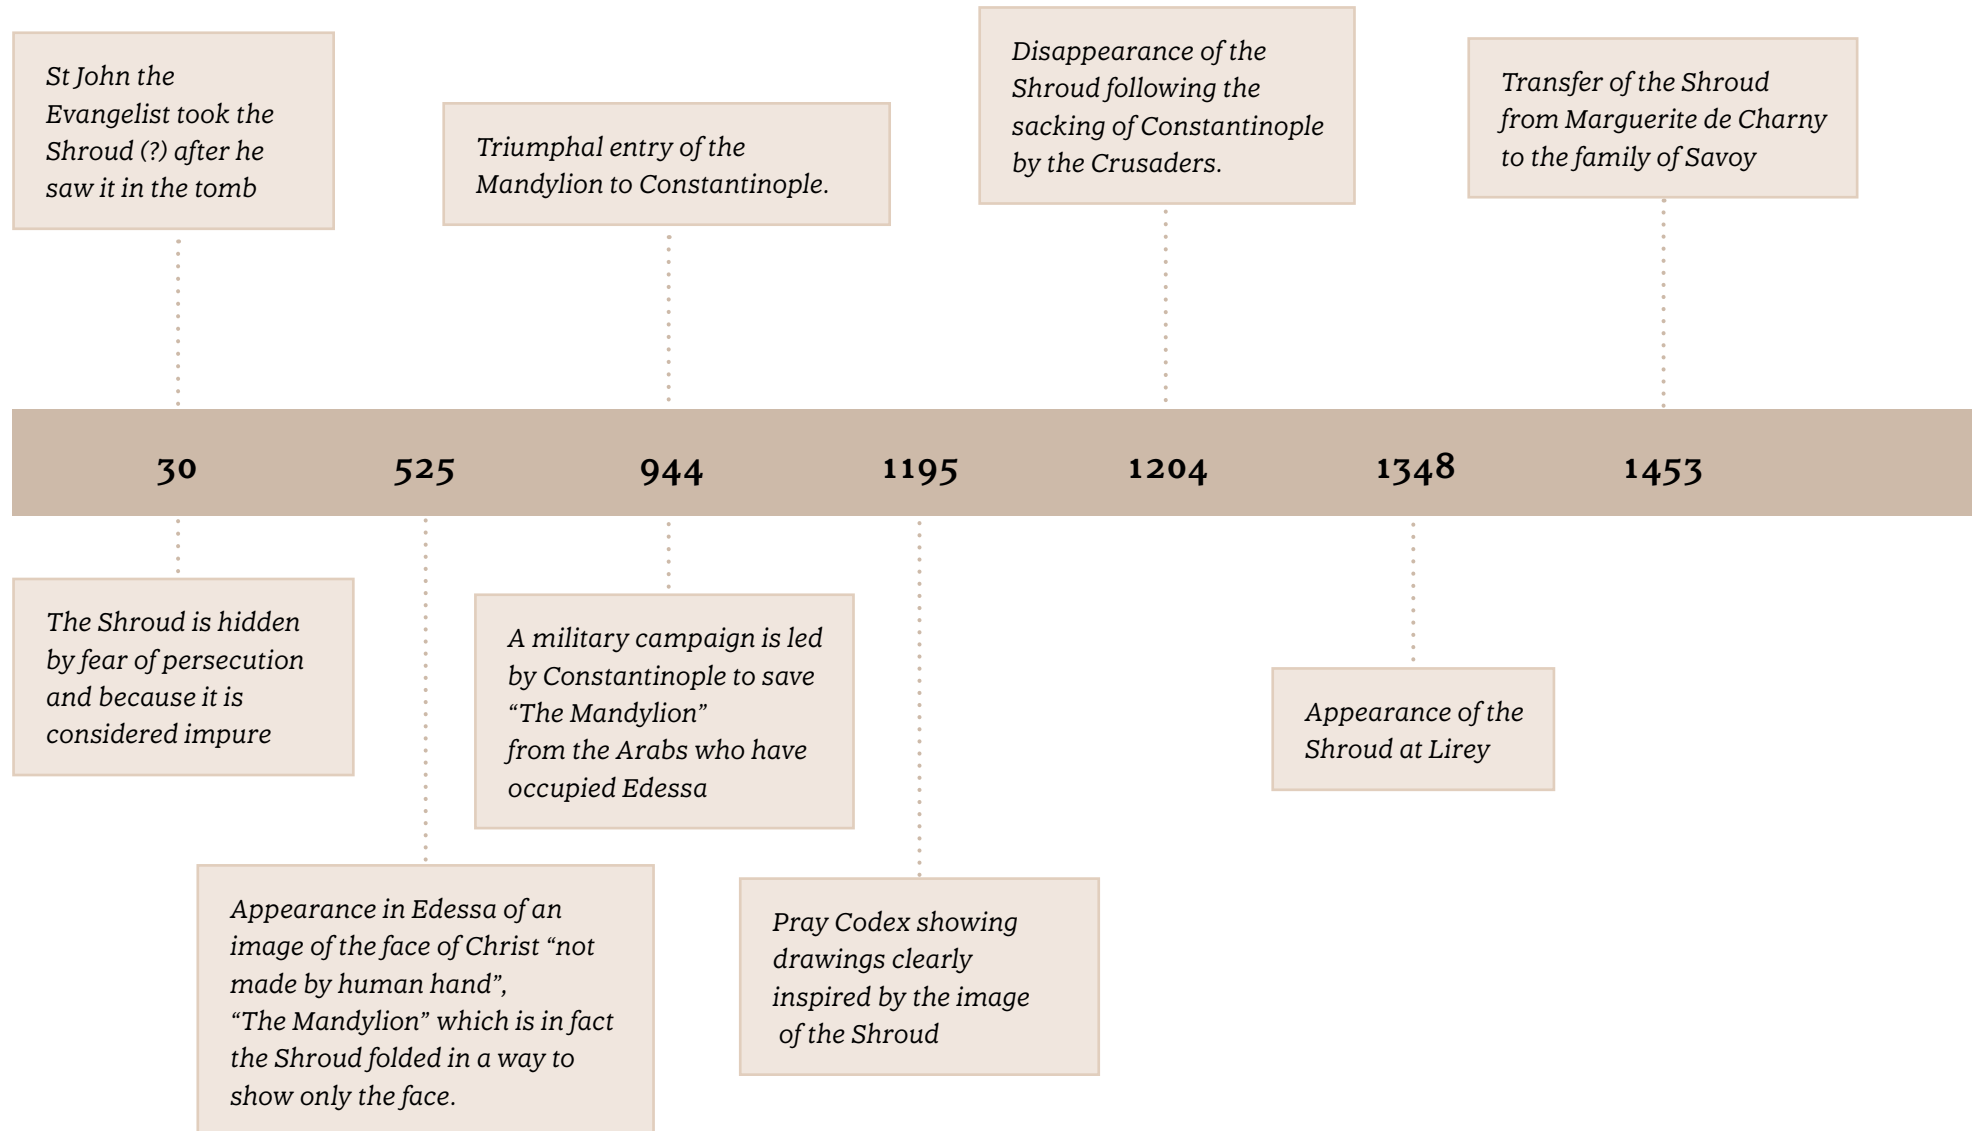 St John the
Evangelist took the
Shroud (?) after he
saw it in the tomb
Triumphal entry of the
Mandylion to Constantinople.
Disappearance of the
Shroud following the
sacking of Constantinople
by the Crusaders.
Transfer of the Shroud
from Marguerite de Charny
to the family of Savoy
30 525 944 1195 1204 1348 1453
The Shroud is hidden
by fear of persecution
and because it is
considered impure
A military campaign is led
by Constantinople to save
“The Mandylion”
from the Arabs who have
occupied Edessa
Appearance of the
Shroud at Lirey
Appearance in Edessa of an
image of the face of Christ “not
made by human hand”,
“The Mandylion” which is in fact
the Shroud folded in a way to
show only the face.
Pray Codex showing
drawings clearly
inspired by the image
of the Shroud